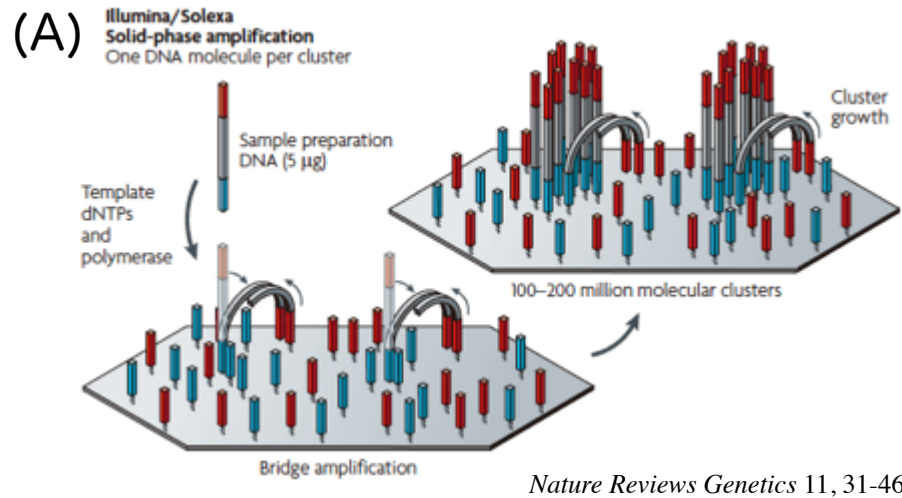 (A)
Illumina/Solexa
Solid-phase amplification
One DNA molecule per cluster
Sample preparation
DNA (5 μg)
Template
dNTPs
and
polymerase
Cluster
growth
100–200 million molecular clusters
Bridge amplification
Nature Reviews Genetics 11, 31-46